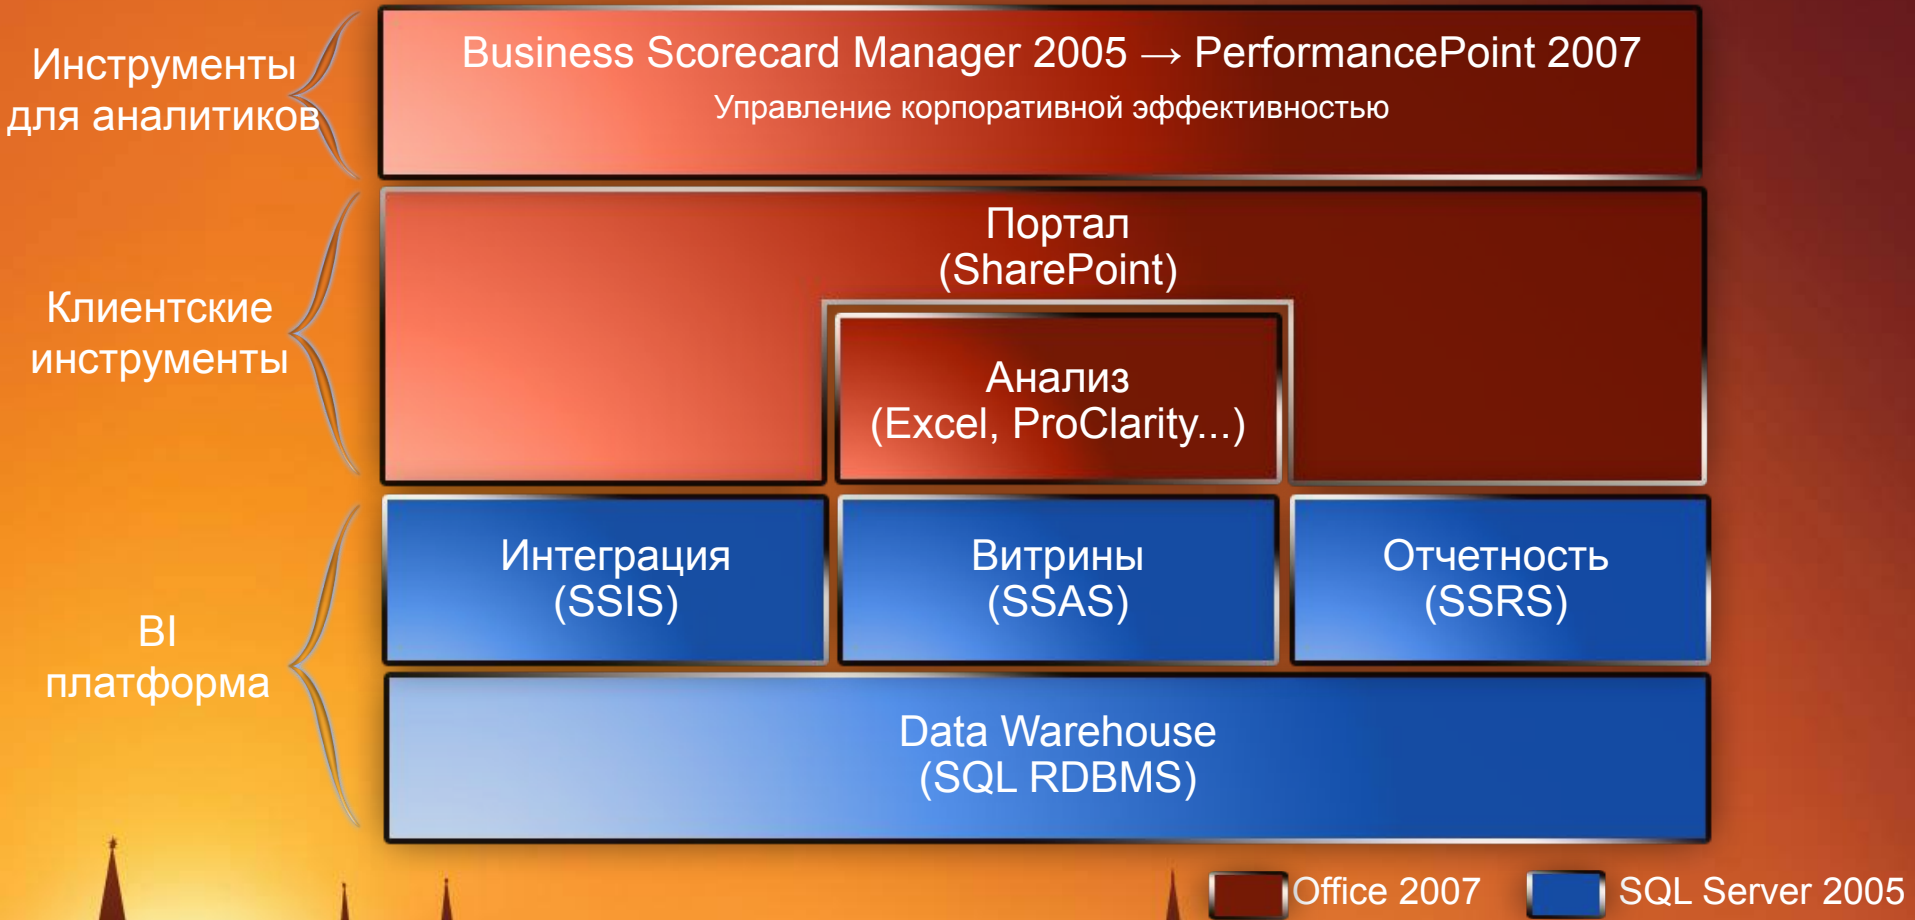 Инструменты
для аналитиков
Business Scorecard Manager 2005 → PerformancePoint 2007
Управление корпоративной эффективностью
Клиентские
инструменты
Портал
(SharePoint)
Анализ
(Excel, ProClarity...)
BI
платформа
Интеграция
(SSIS)
Витрины
(SSAS)
Отчетность
(SSRS)
Data Warehouse
(SQL RDBMS)
Office 2007
SQL Server 2005